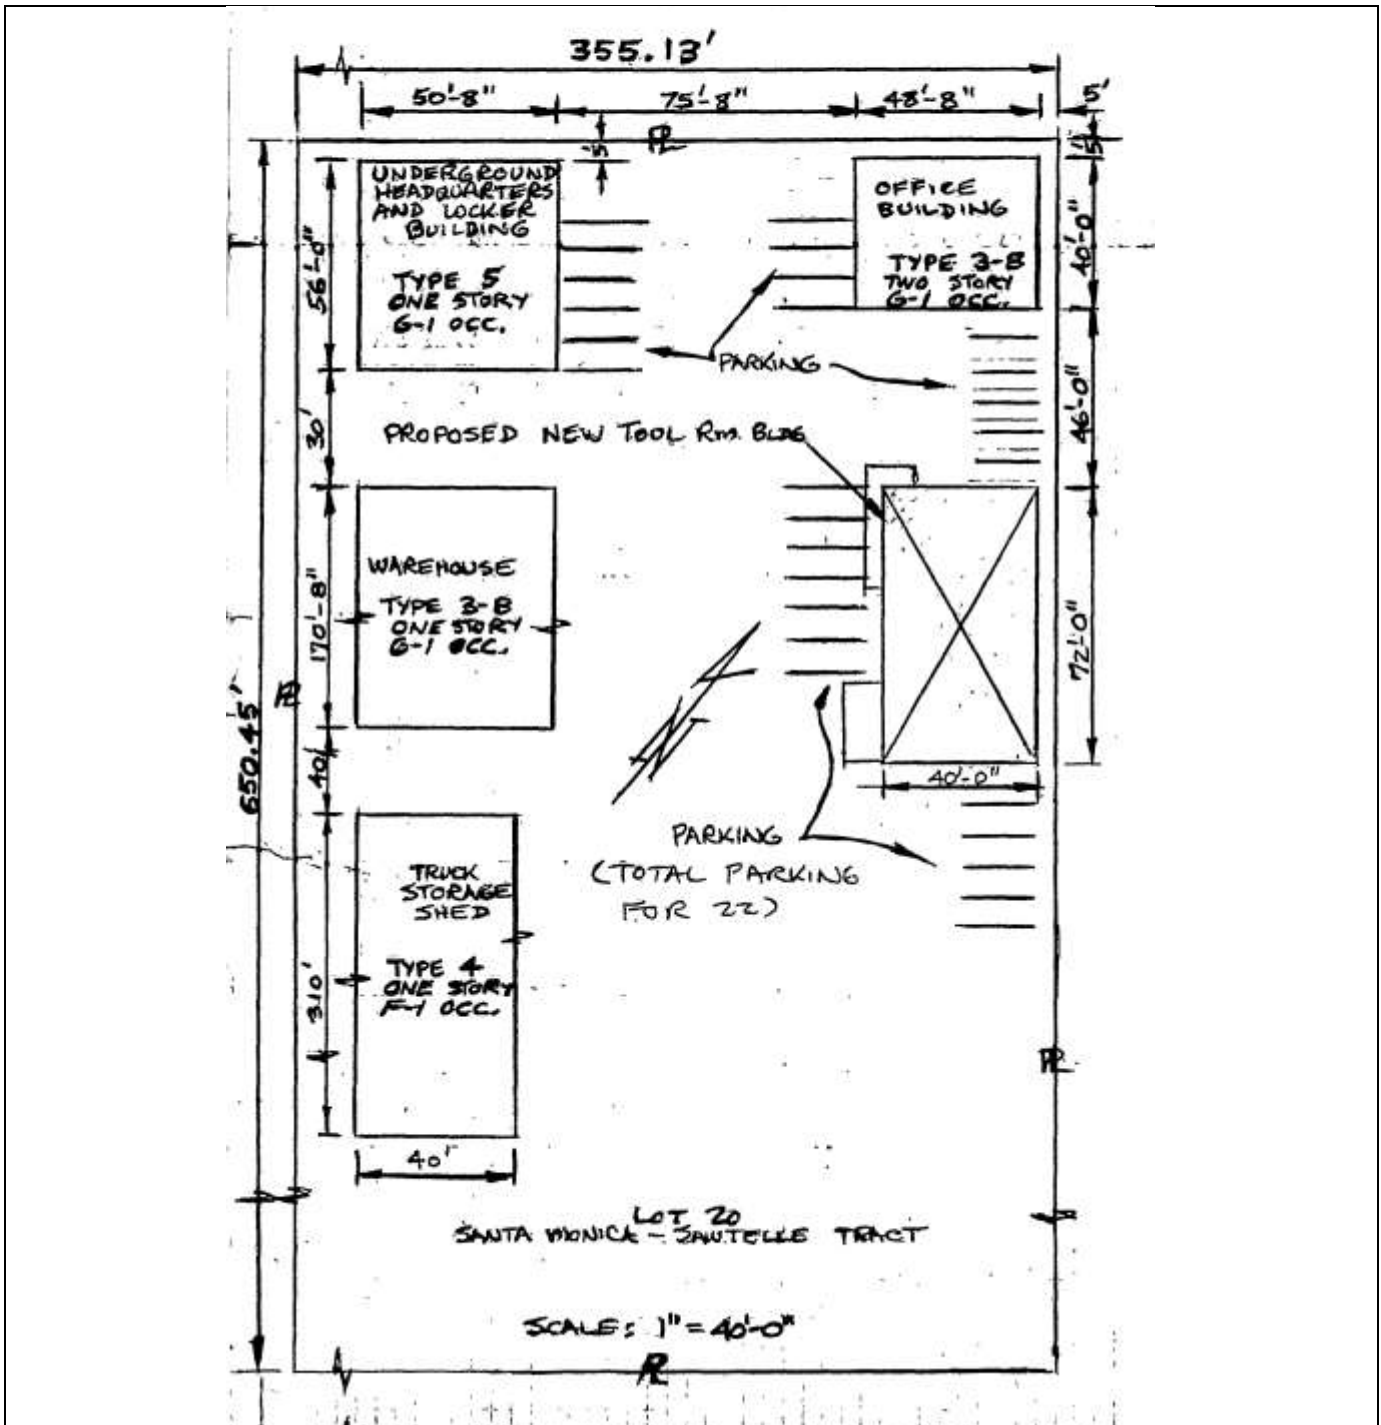 355.13'
50'-8" 75'-8" 48'-8" 5'
PL
5'
5'
UNDERGROUND
HEADQUARTERS
AND LOCKER
BUILDING
TYPE 5
ONE STORY
G-1 OCC.
OFFICE
BUILDING
TYPE 3-B
TWO STORY
G-1 OCC.
56'-0"
40'-0"
PARKING
46'-0"
30'
PROPOSED NEW TOOL Rm. BLDG
WAREHOUSE
TYPE 3-B
ONE STORY
G-1 OCC.
170'-8"
72'-0"
PL
650.45'
40'
40'-0"
PARKING
(TOTAL PARKING
FOR 22)
TRUCK
STORAGE
SHED
TYPE 4
ONE STORY
F-1 OCC.
310'
PL
40'
LOT 20
SANTA MONICA - SAWTELLE TRACT
SCALE: 1" = 40'-0"
PL